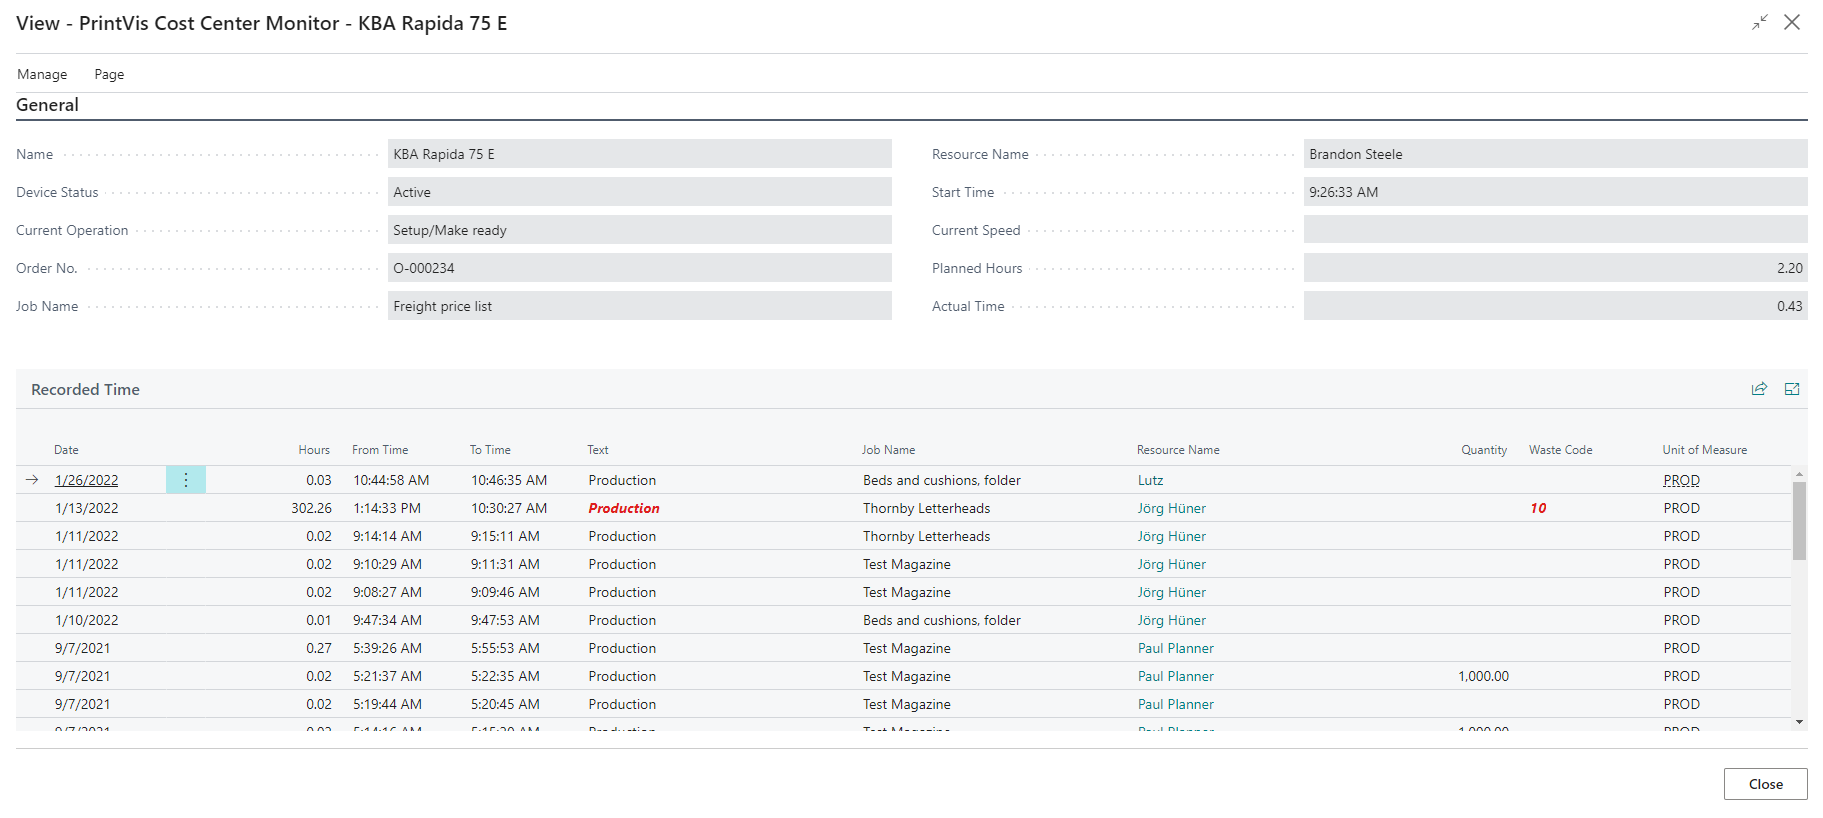 View - PrintVis Cost Center Monitor - KBA Rapida 75 E
Manage Page
General
Name KBA Rapida 75 E Resource Name Brandon Steele
Device Status Active Start Time 9:26:33 AM
Current Operation Setup/Make ready Current Speed
Order No. O-000234 Planned Hours 2.20
Job Name Freight price list Actual Time 0.43
Recorded Time
Date Hours From Time To Time Text Job Name Resource Name Quantity Waste Code Unit of Measure
1/26/2022 0.03 10:44:58 AM 10:46:35 AM Production Beds and cushions, folder Lutz PROD
1/13/2022 302.26 1:14:33 PM 10:30:27 AM Production Thornby Letterheads Jörg Hüner 10 PROD
1/11/2022 0.02 9:14:14 AM 9:15:11 AM Production Thornby Letterheads Jörg Hüner PROD
1/11/2022 0.02 9:10:29 AM 9:11:31 AM Production Test Magazine Jörg Hüner PROD
1/11/2022 0.02 9:08:27 AM 9:09:46 AM Production Test Magazine Jörg Hüner PROD
1/10/2022 0.01 9:47:34 AM 9:47:53 AM Production Beds and cushions, folder Jörg Hüner PROD
9/7/2021 0.27 5:39:26 AM 5:55:53 AM Production Test Magazine Paul Planner PROD
9/7/2021 0.02 5:21:37 AM 5:22:35 AM Production Test Magazine Paul Planner 1,000.00 PROD
9/7/2021 0.02 5:19:44 AM 5:20:45 AM Production Test Magazine Paul Planner PROD
9/7/2021 Production Test Magazine Paul Planner 1,000.00 PROD
Close